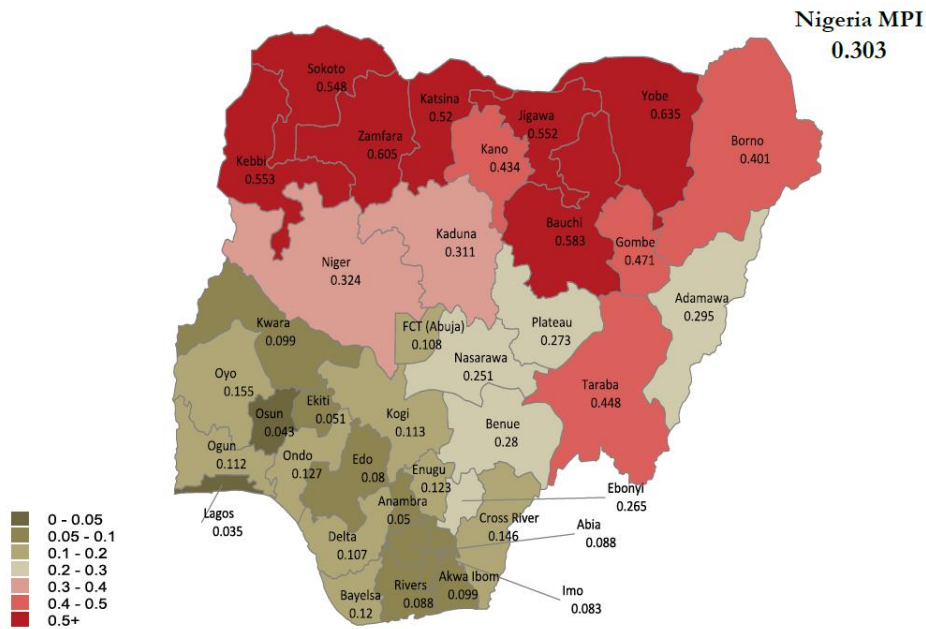 Nigeria MPI
0.303
Sokoto
0.548
Katsina
0.52
Yobe
0.635
Jigawa
0.552
Zamfara
0.605
Kano
0.434
Borno
0.401
Kebbi
0.553
Bauchi
0.583
Gombe
0.471
Kaduna
0.311
Niger
0.324
Adamawa
0.295
Plateau
0.273
Kwara
0.099
FCT (Abuja)
0.108
Nasarawa
0.251
Taraba
0.448
Oyo
0.155
Osun
0.043
Ekiti
0.051
Kogi
0.113
Benue
0.28
Ogun
0.112
Ondo
0.127
Edo
0.08
Enugu
0.123
Ebonyi
0.265
Anambra
0.05
Lagos
0.035
Cross River
0.146
Abia
0.088
Delta
0.107
Bayelsa
0.12
Rivers
0.088
Akwa Ibom
0.099
Imo
0.083
0 - 0.05
0.05 - 0.1
0.1 - 0.2
0.2 - 0.3
0.3 - 0.4
0.4 - 0.5
0.5+